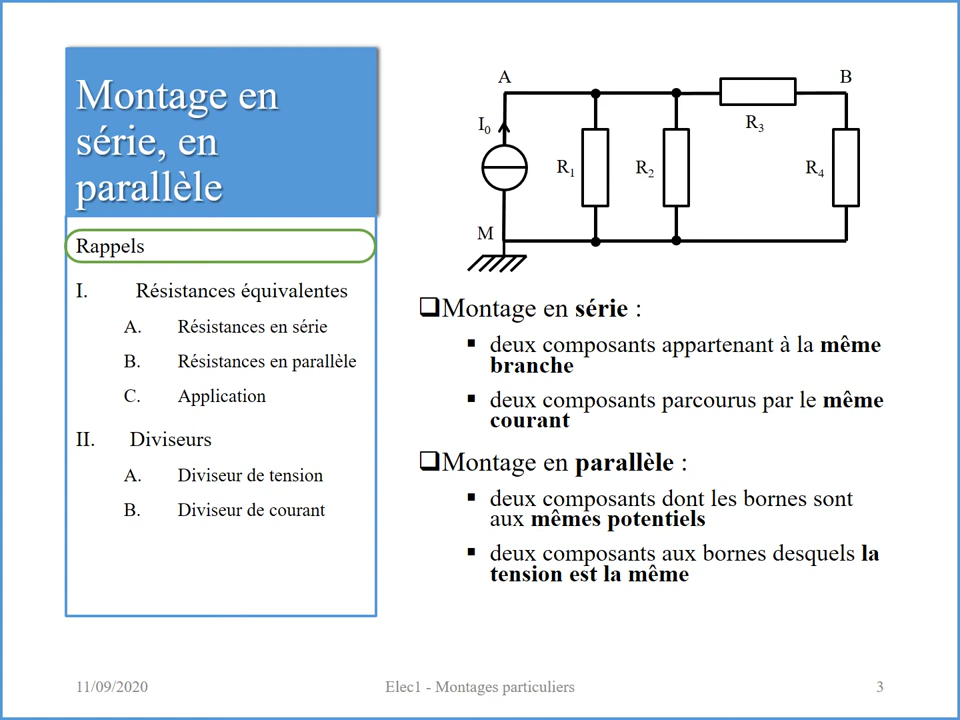 Montage en
série, en
parallèle
Rappels
I. Résistances équivalentes
A. Résistances en série
B. Résistances en parallèle
C. Application
II. Diviseurs
A. Diviseur de tension
B. Diviseur de courant
A
B
I0
R1
R2
R3
R4
M
❑Montage en série :
▪ deux composants appartenant à la même
branche
▪ deux composants parcourus par le même
courant
❑Montage en parallèle :
▪ deux composants dont les bornes sont
aux mêmes potentiels
▪ deux composants aux bornes desquels la
tension est la même
11/09/2020
Elec1 - Montages particuliers
3